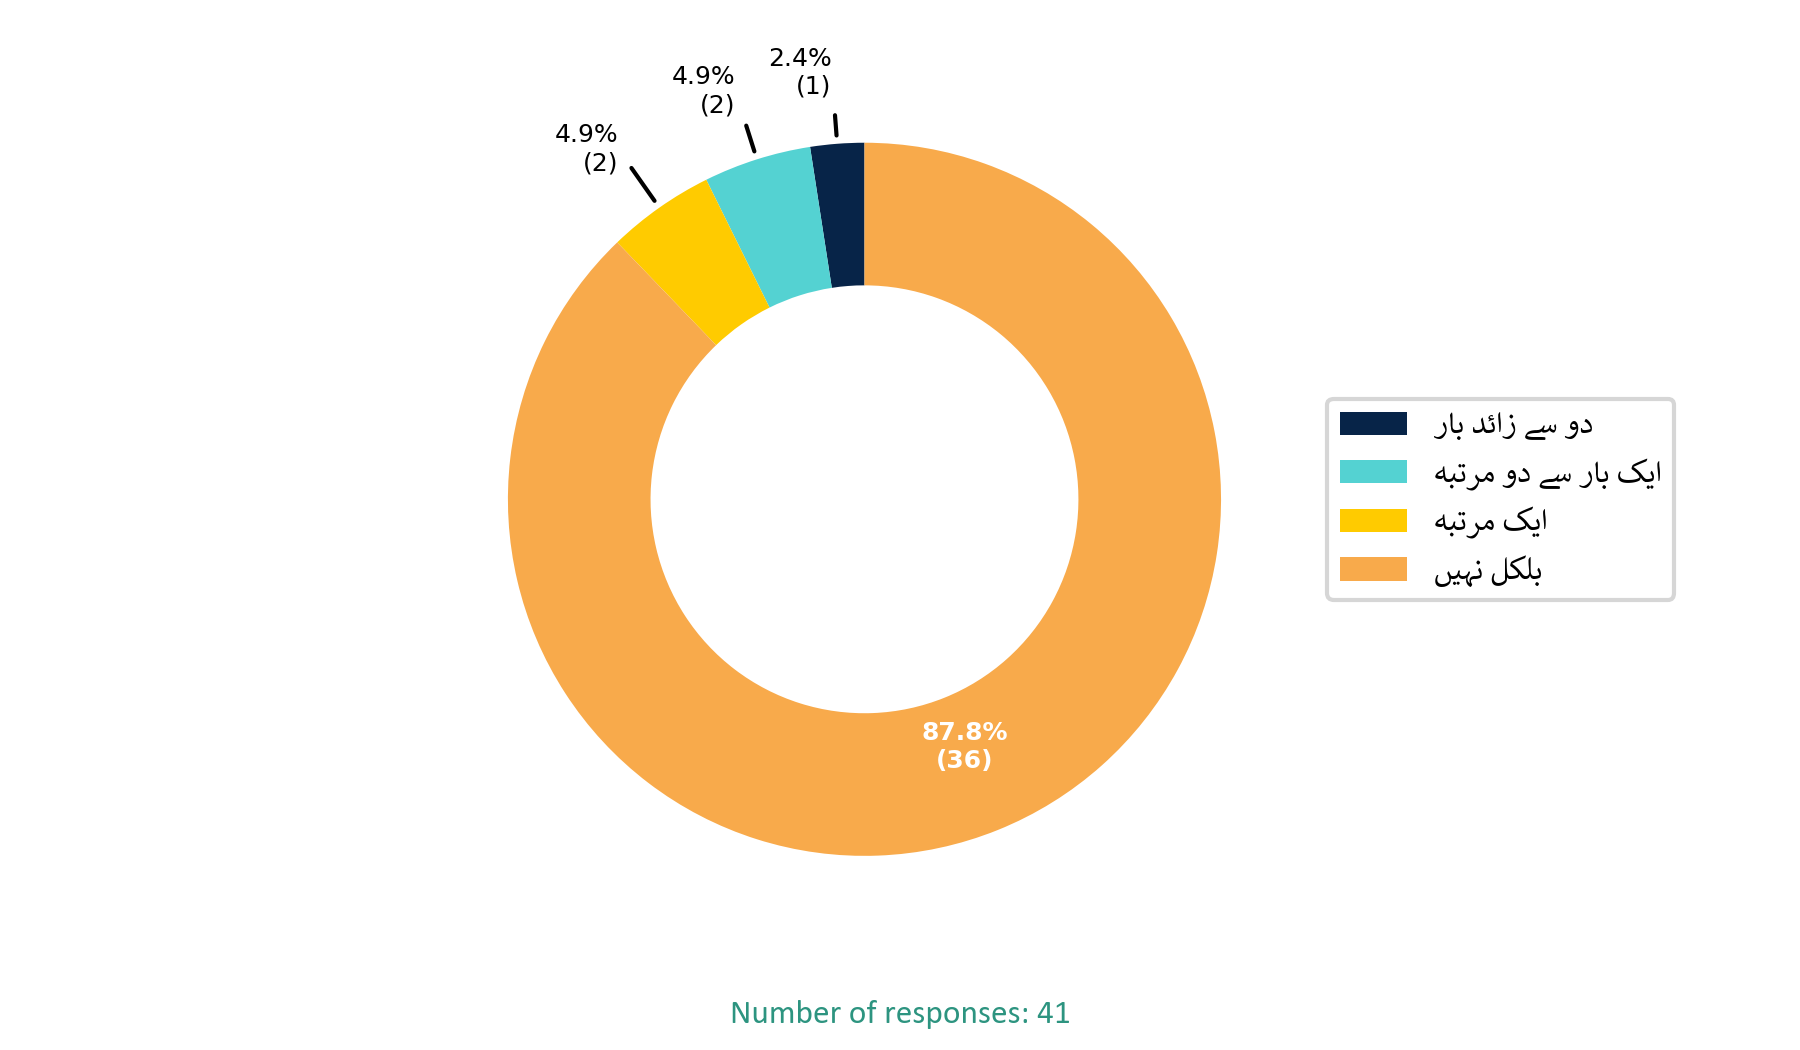 2.4%
(1)
4.9%
(2)
4.9%
(2)
دو سے زائد بار
ایک بار سے دو مرتبہ
ایک مرتبہ
بلکل نہیں
87.8%
(36)
Number of responses: 41